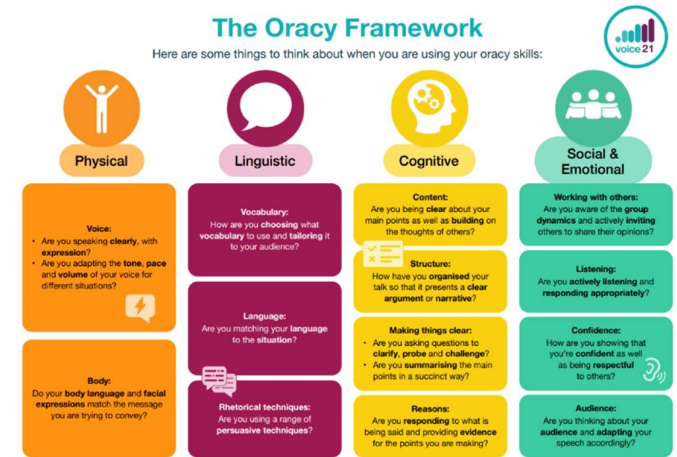 The Oracy Framework
voice 21
Here are some things to think about when you are using your oracy skills:
Physical
Voice:
• Are you speaking clearly, with
expression?
• Are you adapting the tone, pace
and volume of your voice for
different situations?
Body:
Do your body language and facial
expressions match the message
you are trying to convey?
Linguistic
Vocabulary:
How are you choosing what
vocabulary to use and tailoring it
to your audience?
Language:
Are you matching your language
to the situation?
Rhetorical techniques:
Are you using a range of
persuasive techniques?
Cognitive
Content:
Are you being clear about your
main points as well as building on
the thoughts of others?
Structure:
How have you organised your
talk so that it presents a clear
argument or narrative?
Making things clear:
• Are you asking questions to
clarify, probe and challenge?
• Are you summarising the main
points in a succinct way?
Reasons:
Are you responding to what is
being said and providing evidence
for the points you are making?
Social &
Emotional
Working with others:
Are you aware of the group
dynamics and actively inviting
others to share their opinions?
Listening:
Are you actively listening and
responding appropriately?
Confidence:
How are you showing that
you're confident as well
as being respectful
to others?
Audience:
Are you thinking about your
audience and adapting your
speech accordingly?